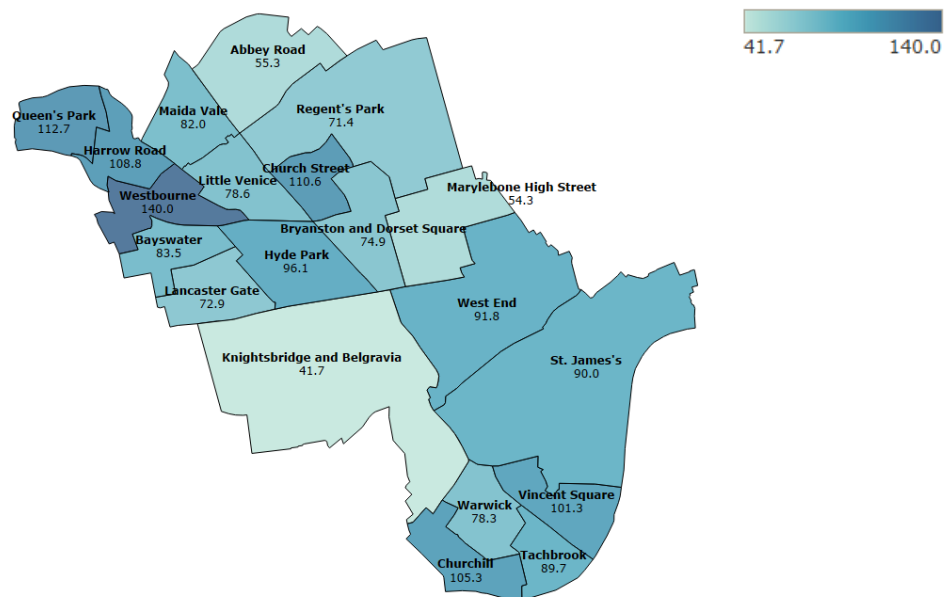 41.7 140.0
Abbey Road
55.3
Queen's Park
112.7
Maida Vale
82.0
Regent's Park
71.4
Harrow Road
108.8
Church Street
110.6
Little Venice
78.6
Marylebone High Street
54.3
Westbourne
140.0
Bryanston and Dorset Square
74.9
Bayswater
83.5
Hyde Park
96.1
Lancaster Gate
72.9
West End
91.8
Knightsbridge and Belgravia
41.7
St. James's
90.0
Vincent Square
101.3
Warwick
78.3
Tachbrook
89.7
Churchill
105.3